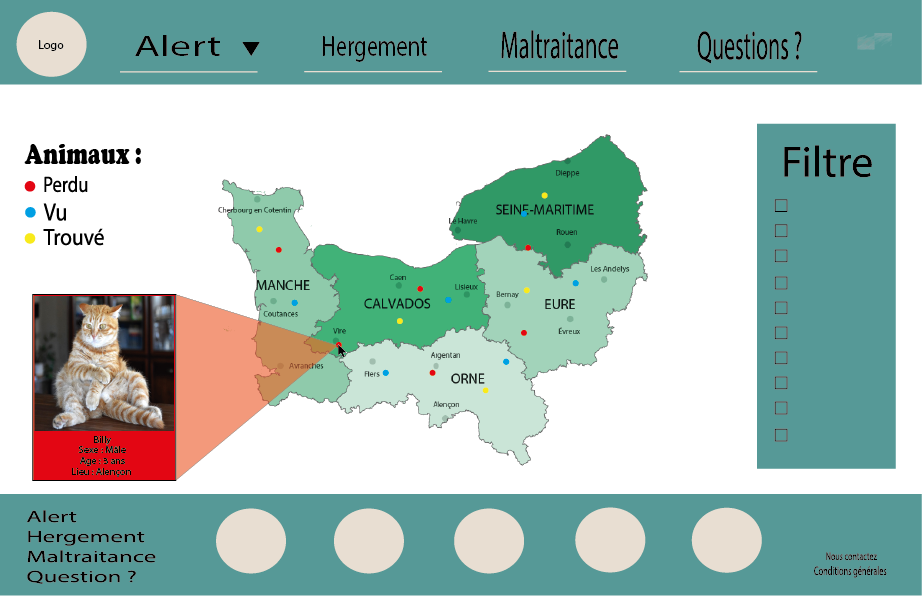 Logo
Alert
Hergement
Maltraitance
Questions ?
Animaux :
Perdu
Vu
Trouvé
Filtre
Dieppe
Cherbourg en Cotentin
SEINE-MARITIME
Le Havre
Rouen
Les Andelys
Caen
MANCHE
Lisieux
Bernay
CALVADOS
EURE
Coutances
Vire
Évreux
Argentan
Avranches
Flers
ORNE
Alençon
Billy
Sexe : Mâle
Age : 8 ans
Lieu : Alencon
Alert
Hergement
Maltraitance
Question ?
Nous contactez
Conditions générales